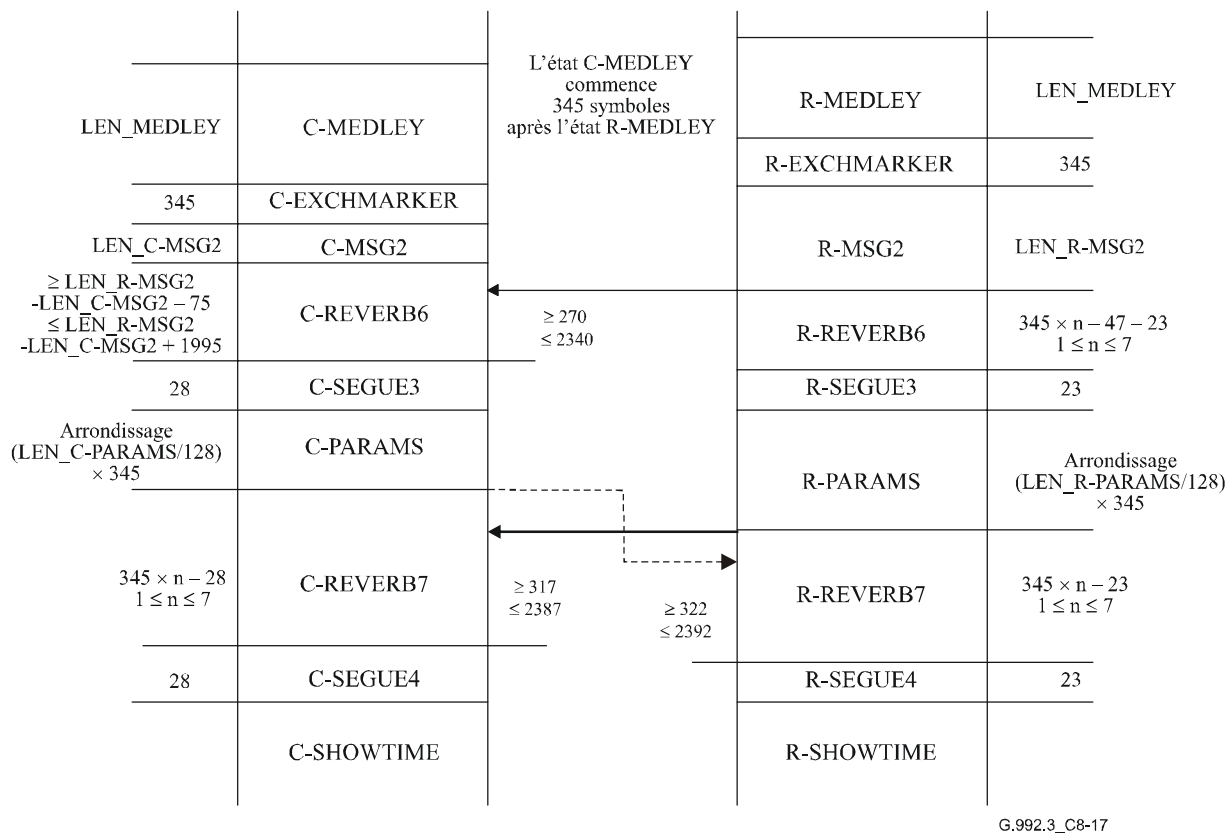 L'état C-MEDLEY
commence
345 symboles
après l'état R-MEDLEY
LEN_MEDLEY
C-MEDLEY
R-MEDLEY
LEN_MEDLEY
R-EXCHMARKER
345
345
C-EXCHMARKER
LEN_C-MSG2
C-MSG2
R-MSG2
LEN_R-MSG2
≥ LEN_R-MSG2
-LEN_C-MSG2 – 75
≤ LEN_R-MSG2
-LEN_C-MSG2 + 1995
C-REVERB6
≥ 270
≤ 2340
R-REVERB6
345 × n – 47 – 23
1 ≤ n ≤ 7
28
C-SEGUE3
R-SEGUE3
23
Arrondissage
(LEN_C-PARAMS/128)
× 345
C-PARAMS
R-PARAMS
Arrondissage
(LEN_R-PARAMS/128)
× 345
345 × n – 28
1 ≤ n ≤ 7
C-REVERB7
≥ 317
≤ 2387
≥ 322
≤ 2392
R-REVERB7
345 × n – 23
1 ≤ n ≤ 7
28
C-SEGUE4
R-SEGUE4
23
C-SHOWTIME
R-SHOWTIME
G.992.3_C8-17